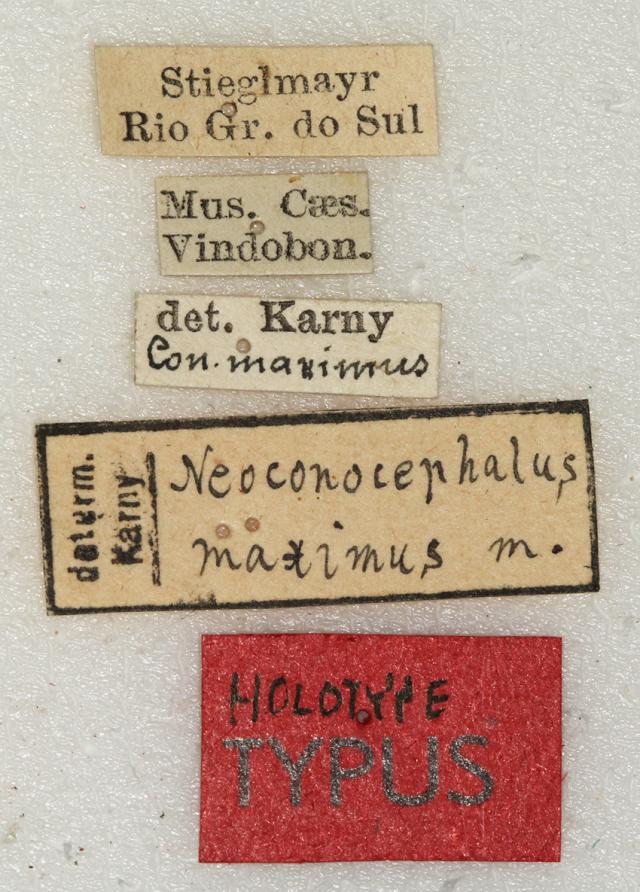 Stieglmayr
Rio Gr. do Sul
Mus. Cæs.
Vindobon.
det. Karny
Con. maximus
determ.
Karny
Neoconocephalus
maximus m.
HOLOTYPE
TYPUS